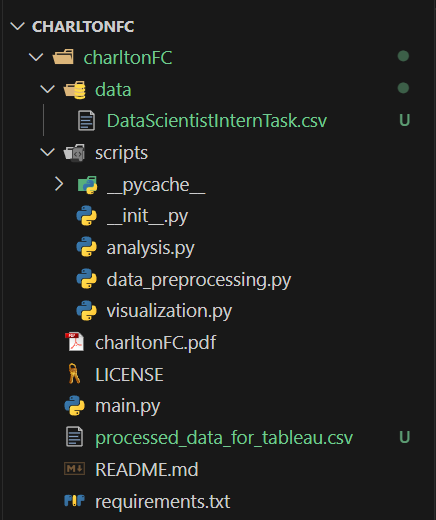 CHARLTONFC
charltonFC
data
DataScientistInternTask.csv U
scripts
__pycache__
__init__.py
analysis.py
data_preprocessing.py
visualization.py
charltonFC.pdf
LICENSE
main.py
processed_data_for_tableau.csv U
README.md
requirements.txt